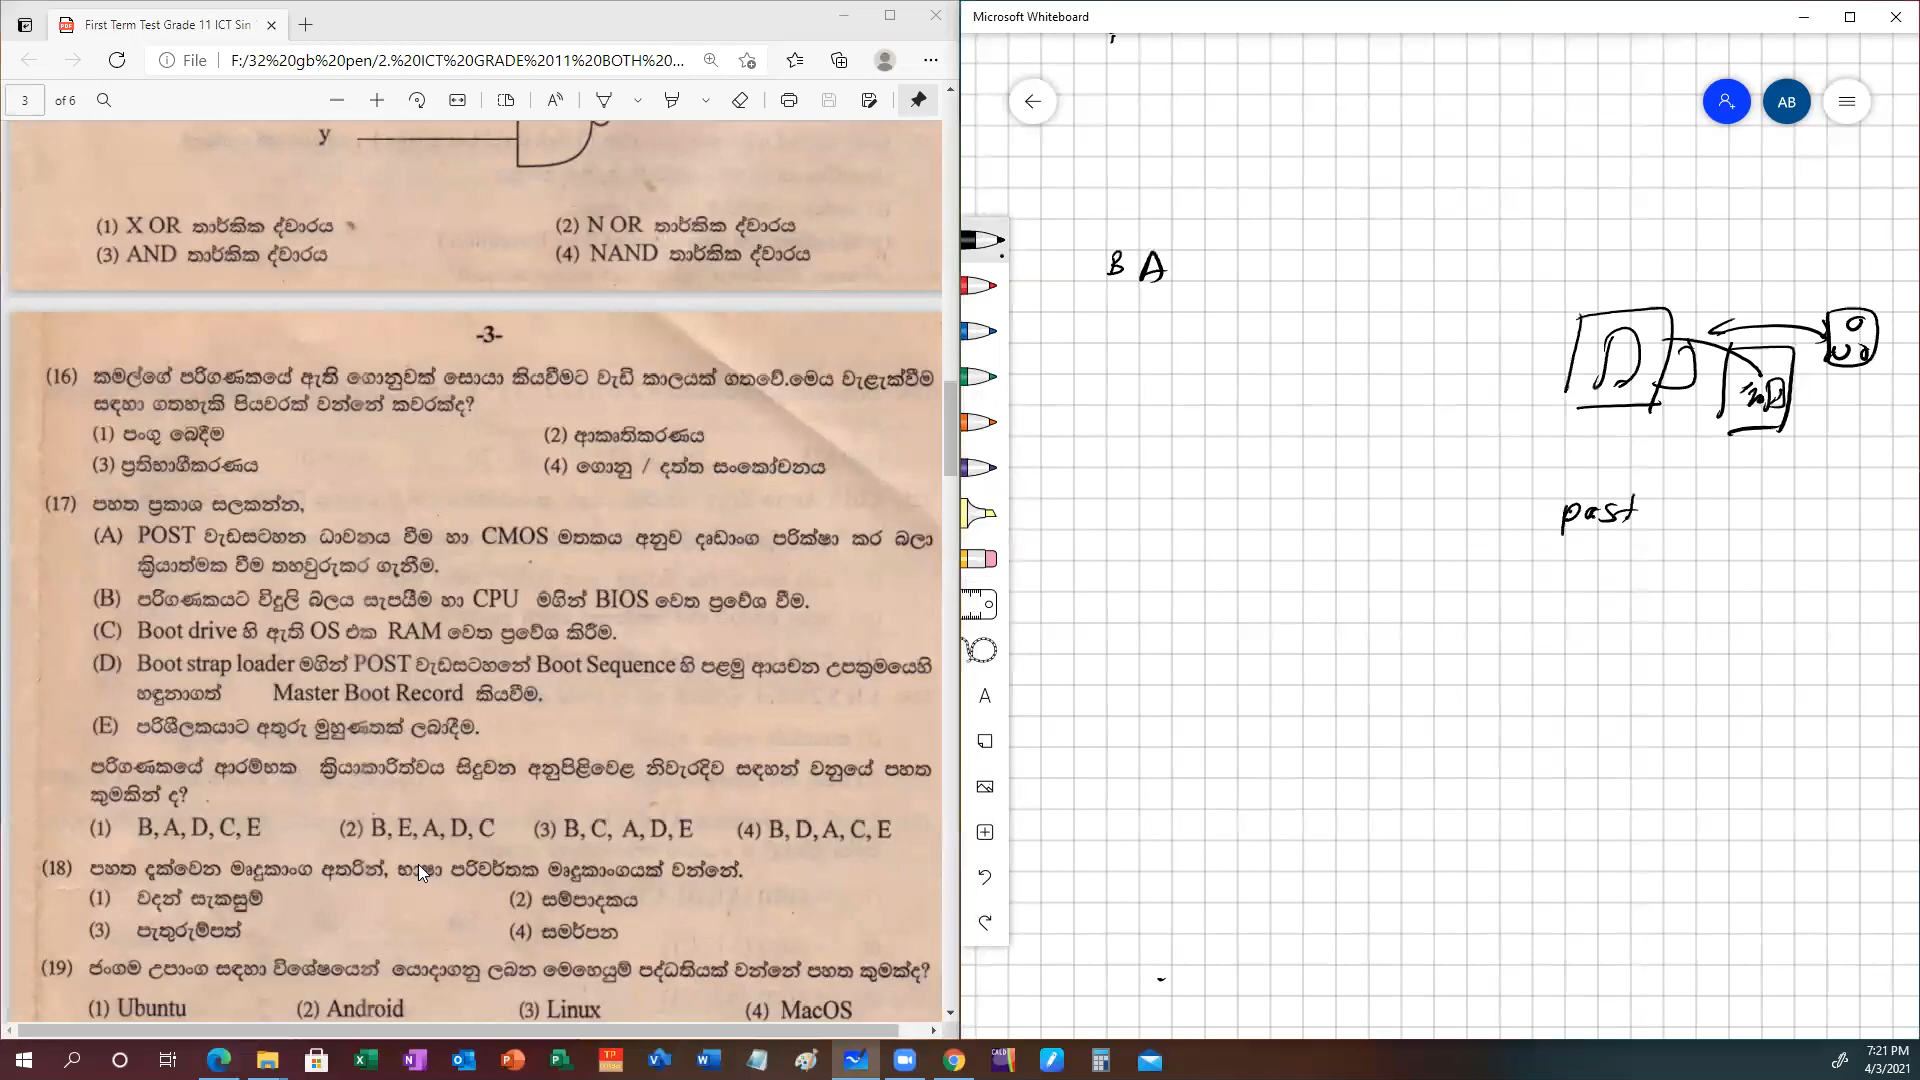 First Term Test Grade 11 ICT Sin
Microsoft Whiteboard
File
F:/32%20gb%20pen/2.%20ICT%20GRADE%2011%20BOTH%20...
3 of 6
AB
y
(1) X OR තාර්කික ද්වාරය
(2) N OR තාර්කික ද්වාරය
(3) AND තාර්කික ද්වාරය
(4) NAND තාර්කික ද්වාරය
-3-
(16) කමල්ගේ පරිගණකයේ ඇති ගොනුවක් සොයා කියවීමට වැඩි කාලයක් ගතවේ.මෙය වැළැක්වීම
සඳහා ගතහැකි පියවරක් වන්නේ කවරක්ද?
(1) පංගු බෙදීම
(2) ආකෘතිකරණය
(3) ප්‍රතිභාගීකරණය
(4) ගොනු / දත්ත සංකෝචනය
(17) පහත ප්‍රකාශ සලකන්න,
(A) POST වැඩසටහන ධාවනය වීම හා CMOS මතකය අනුව දෘඩාංග පරික්ෂා කර බලා
ක්‍රියාත්මක වීම තහවුරුකර ගැනීම.
(B) පරිගණකයට විදුලි බලය සැපයීම හා CPU මගින් BIOS වෙත ප්‍රවේශ වීම.
(C) Boot drive හි ඇති OS එක RAM වෙත ප්‍රවේශ කිරීම.
(D) Boot strap loader මගින් POST වැඩසටහනේ Boot Sequence හි පළමු ආයචන උපක්‍රමයෙහි
හඳුනාගත් Master Boot Record කියවීම.
(E) පරිශීලකයාට අතුරු මුහුණතක් ලබාදීම.
පරිගණකයේ ආරම්භක ක්‍රියාකාරිත්වය සිදුවන අනුපිළිවෙළ නිවැරදිව සඳහන් වනුයේ පහත
කුමකින් ද?
(1) B, A, D, C, E
(2) B, E, A, D, C
(3) B, C, A, D, E
(4) B, D, A, C, E
(18) පහත දැක්වෙන මෘදුකාංග අතරින්, භාෂා පරිවර්තක මෘදුකාංගයක් වන්නේ.
(1) වදන් සැකසුම්
(2) සම්පාදකය
(3) පැතුරුම්පත්
(4) සමර්පන
(19) ජංගම උපාංග සඳහා විශේෂයෙන් යොදාගනු ලබන මෙහෙයුම් පද්ධතියක් වන්නේ පහත කුමක්ද?
(1) Ubuntu
(2) Android
(3) Linux
(4) MacOS
B A
past
7:21 PM
4/3/2021